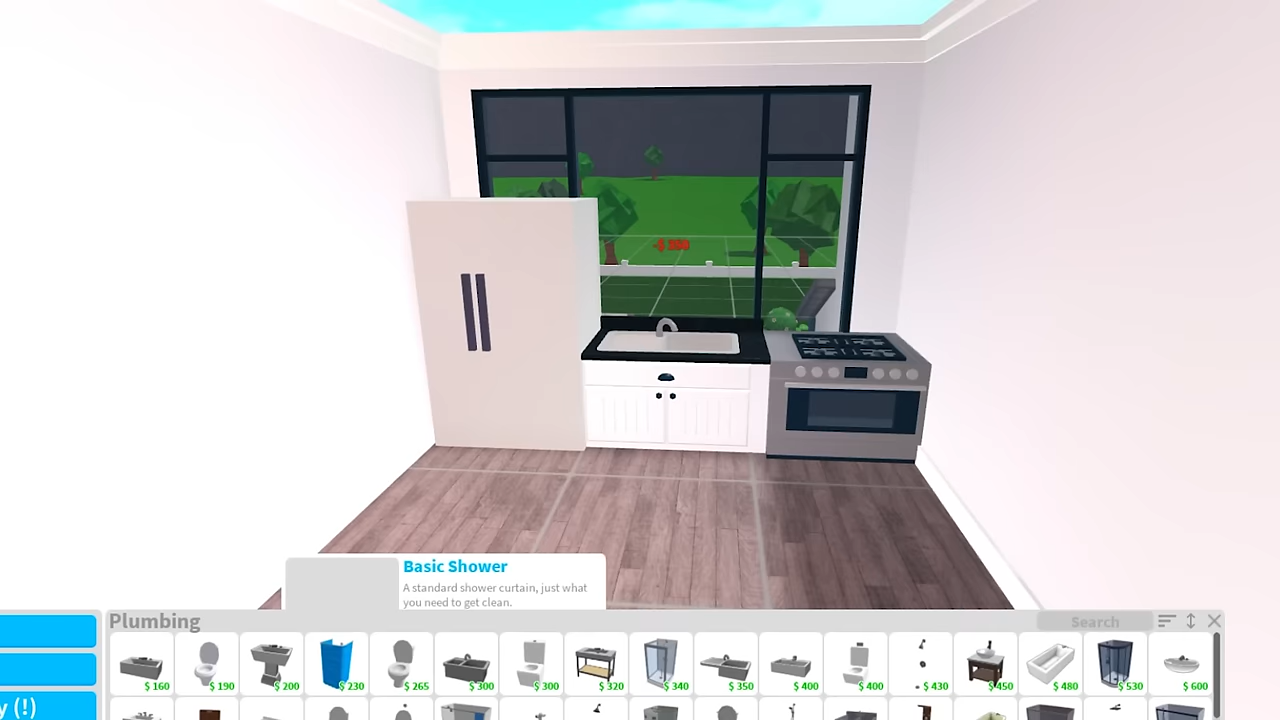 Basic Shower
A standard shower curtain, just what
you need to get clean.
Plumbing
Search
$ 160
$ 190
$ 200
$ 230
$ 265
$ 300
$ 300
$ 320
$ 340
$ 350
$ 400
$ 400
$ 430
$ 450
$ 480
$ 530
$ 600
y (!)